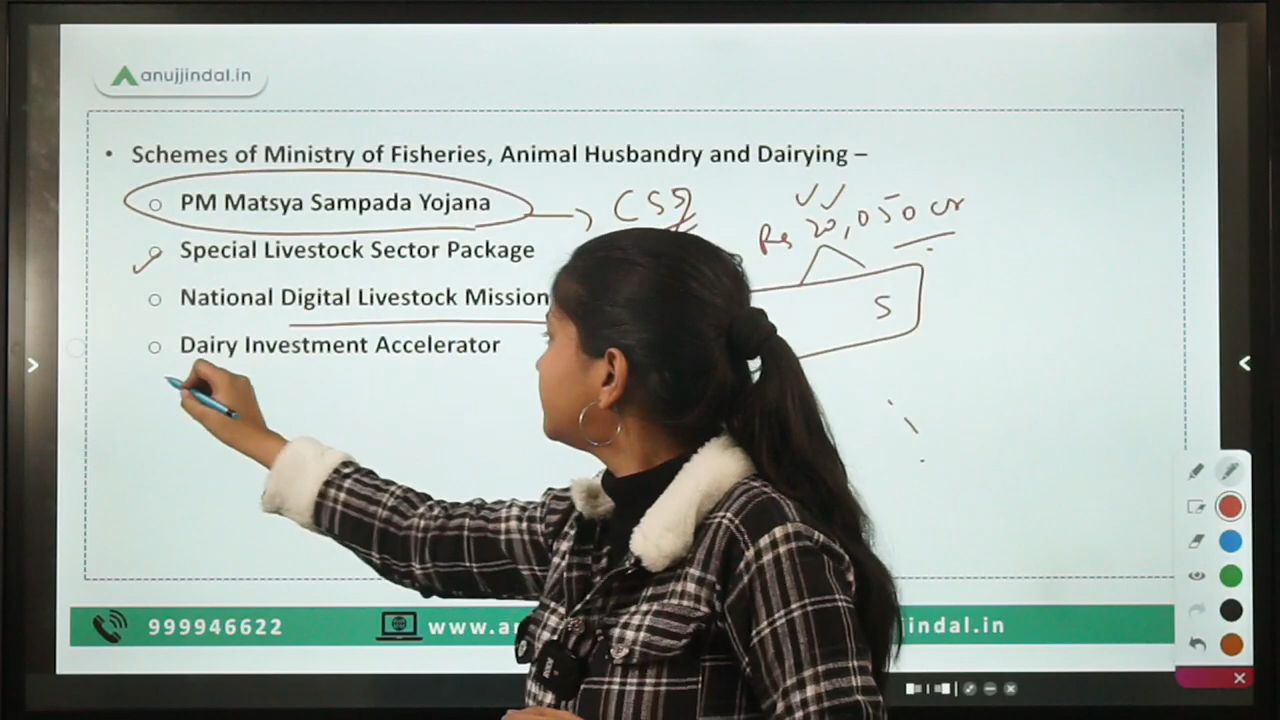 anujjindal.in
• Schemes of Ministry of Fisheries, Animal Husbandry and Dairying –
○ PM Matsya Sampada Yojana
CSS
Rs 20,050 cr
○ Special Livestock Sector Package
○ National Digital Livestock Mission
S
○ Dairy Investment Accelerator
999946622
www.an
jindal.in